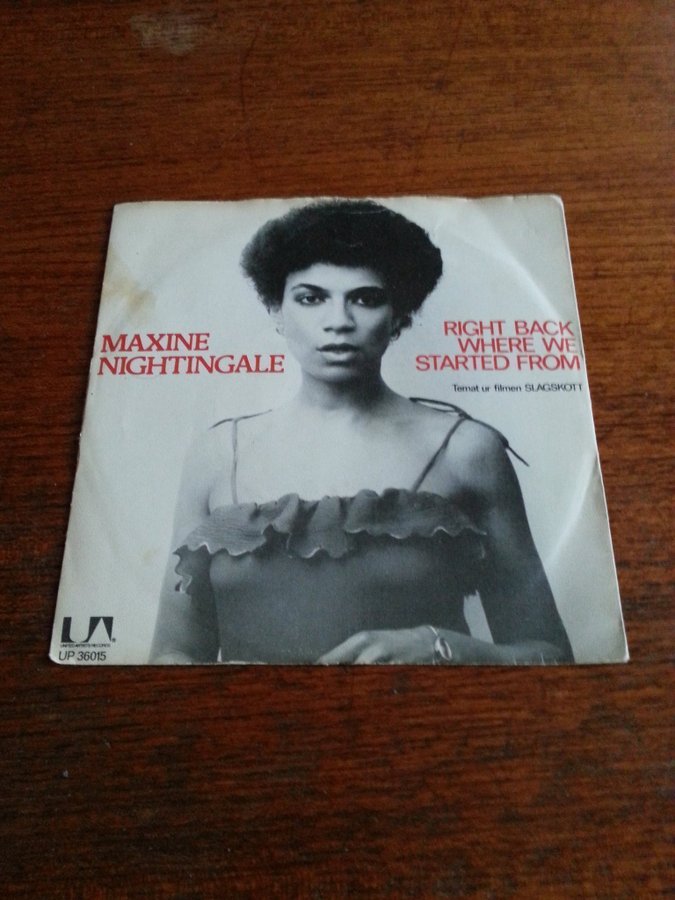 MAXINE
NIGHTINGALE
RIGHT BACK
WHERE WE
STARTED FROM
Temat ur filmen SLAGSKOTT
UA
UNITED ARTISTS RECORDS
UP 36015